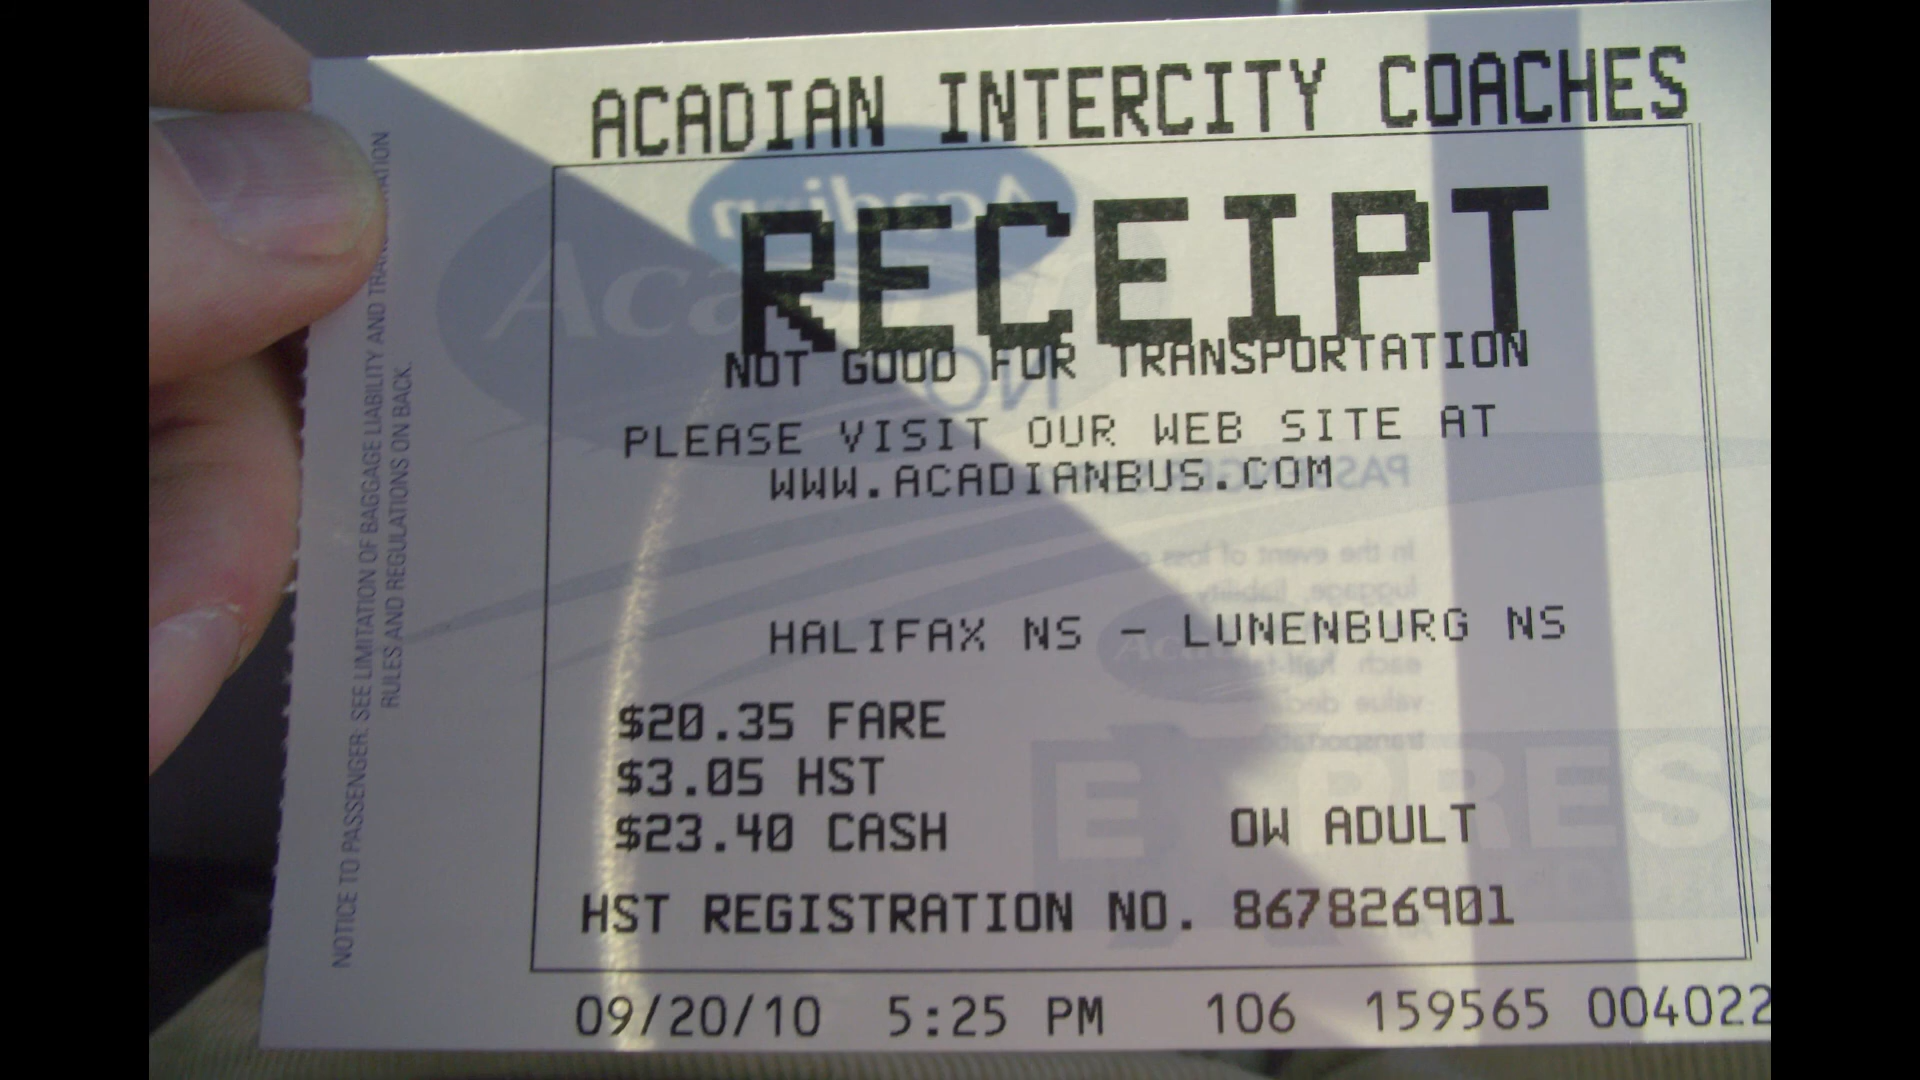 ACADIAN INTERCITY COACHES
Acadian
RECEIPT
NOT GOOD FOR TRANSPORTATION
PLEASE VISIT OUR WEB SITE AT
WWW.ACADIANBUS.COM
HALIFAX NS - LUNENBURG NS
$20.35 FARE
$3.05 HST
$23.40 CASH
OW ADULT
HST REGISTRATION NO. 867826901
09/20/10 5:25 PM 106 159565 004022
NOTICE TO PASSENGER: SEE LIMITATION OF BAGGAGE LIABILITY AND
RULES AND REGULATIONS ON BACK.